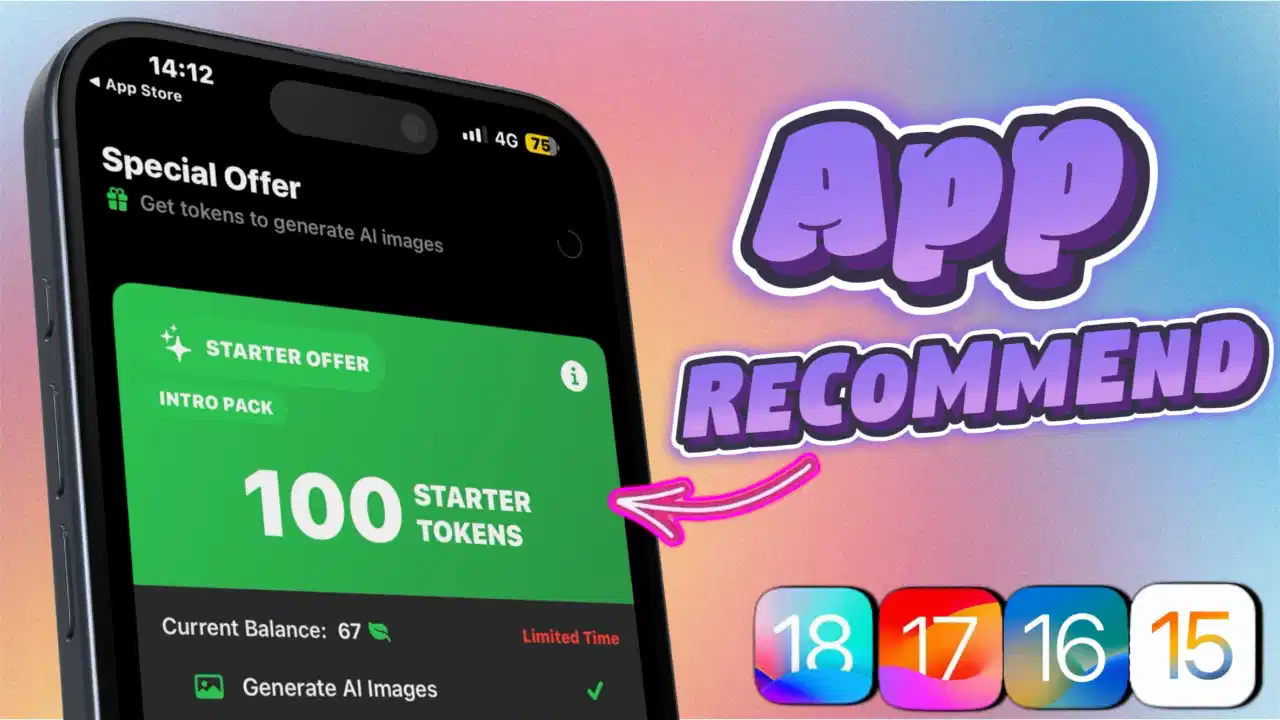 14:12
App Store
4G 75
Special Offer
Get tokens to generate AI images
STARTER OFFER
INTRO PACK
100 STARTER
TOKENS
Current Balance: 67
Limited Time
Generate AI Images
App
RECOMMEND
18 17 16 15